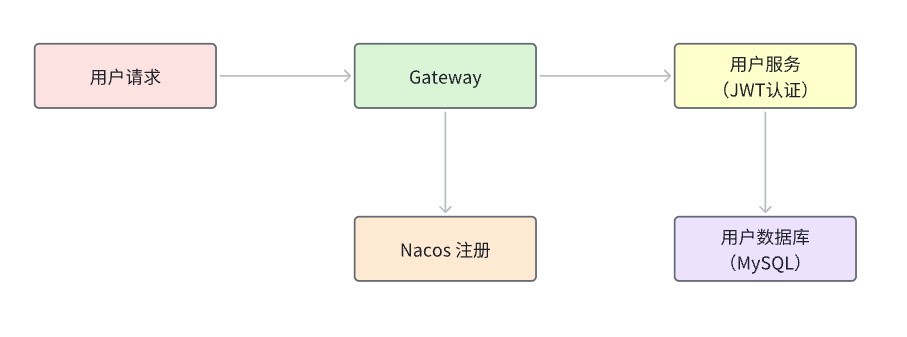 用户请求
Gateway
用户服务
（JWT认证）
Nacos 注册
用户数据库
（MySQL）